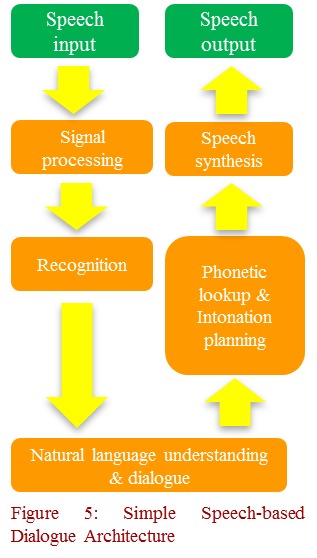 Speech
input
Signal
processing
Recognition
Speech
output
Speech
synthesis
Phonetic
lookup &
Intonation
planning
Natural language understanding
& dialogue
Figure 5: Simple Speech-based
Dialogue Architecture